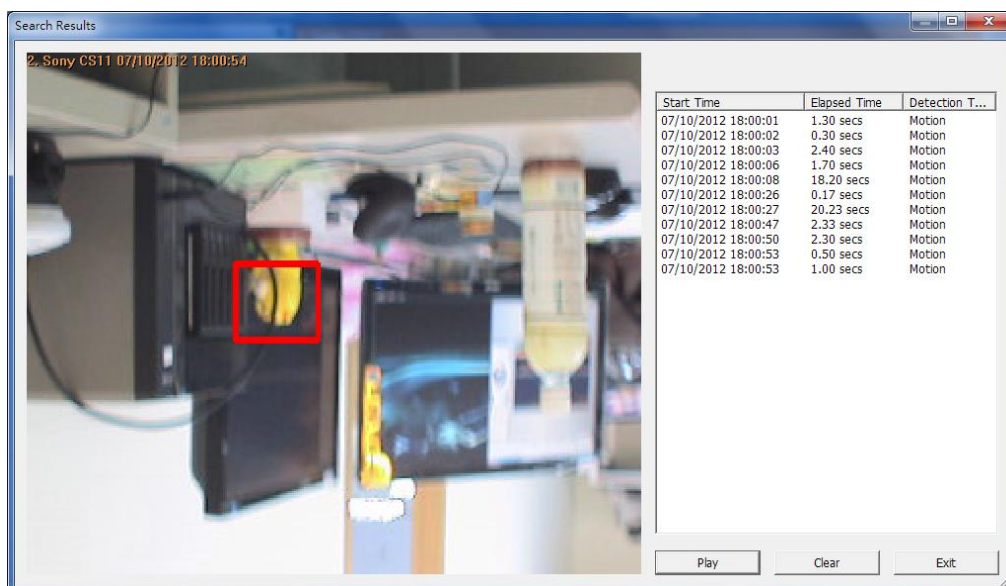 Search Results
2, Sony CS11 07/10/2012 18:00:54
Start Time Elapsed Time Detection T...
07/10/2012 18:00:01 1.30 secs Motion
07/10/2012 18:00:02 0.30 secs Motion
07/10/2012 18:00:03 2.40 secs Motion
07/10/2012 18:00:06 1.70 secs Motion
07/10/2012 18:00:08 18.20 secs Motion
07/10/2012 18:00:26 0.17 secs Motion
07/10/2012 18:00:27 20.23 secs Motion
07/10/2012 18:00:47 2.33 secs Motion
07/10/2012 18:00:50 2.30 secs Motion
07/10/2012 18:00:53 0.50 secs Motion
07/10/2012 18:00:53 1.00 secs Motion
Play Clear Exit